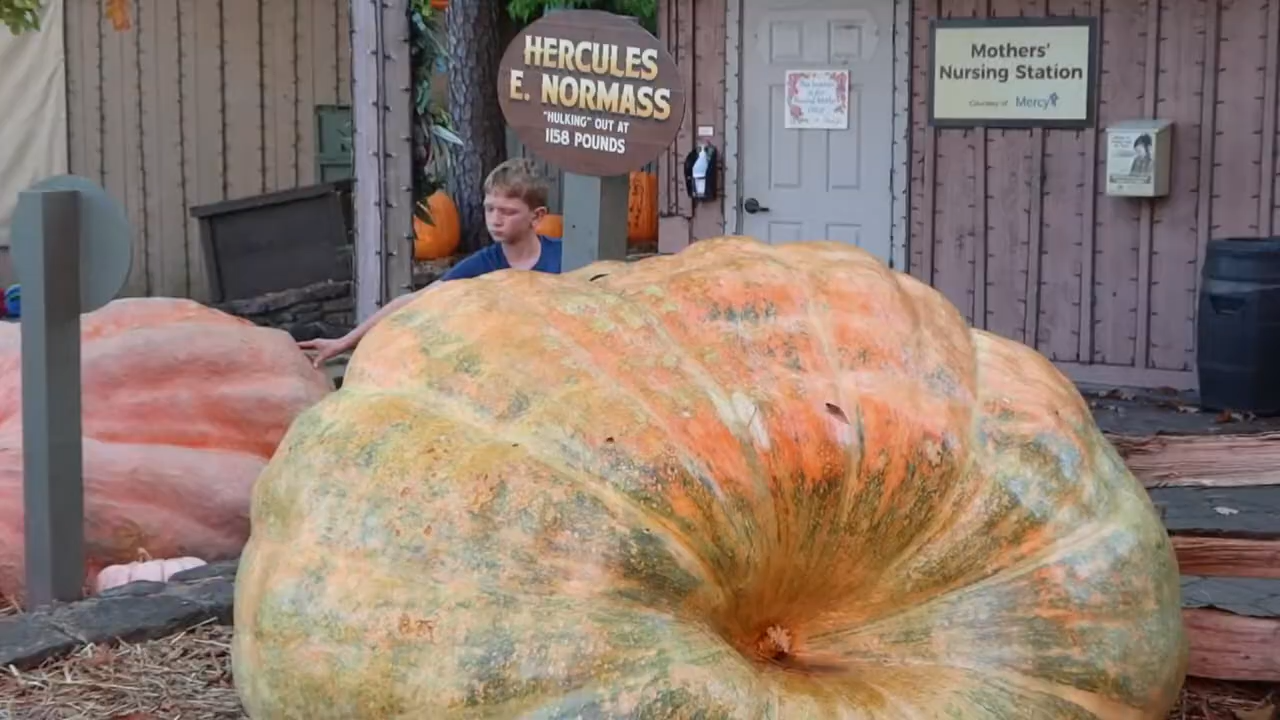 HERCULES
E. NORMASS
"HULKING" OUT AT
1158 POUNDS
Mothers'
Nursing Station
Courtesy of Mercy